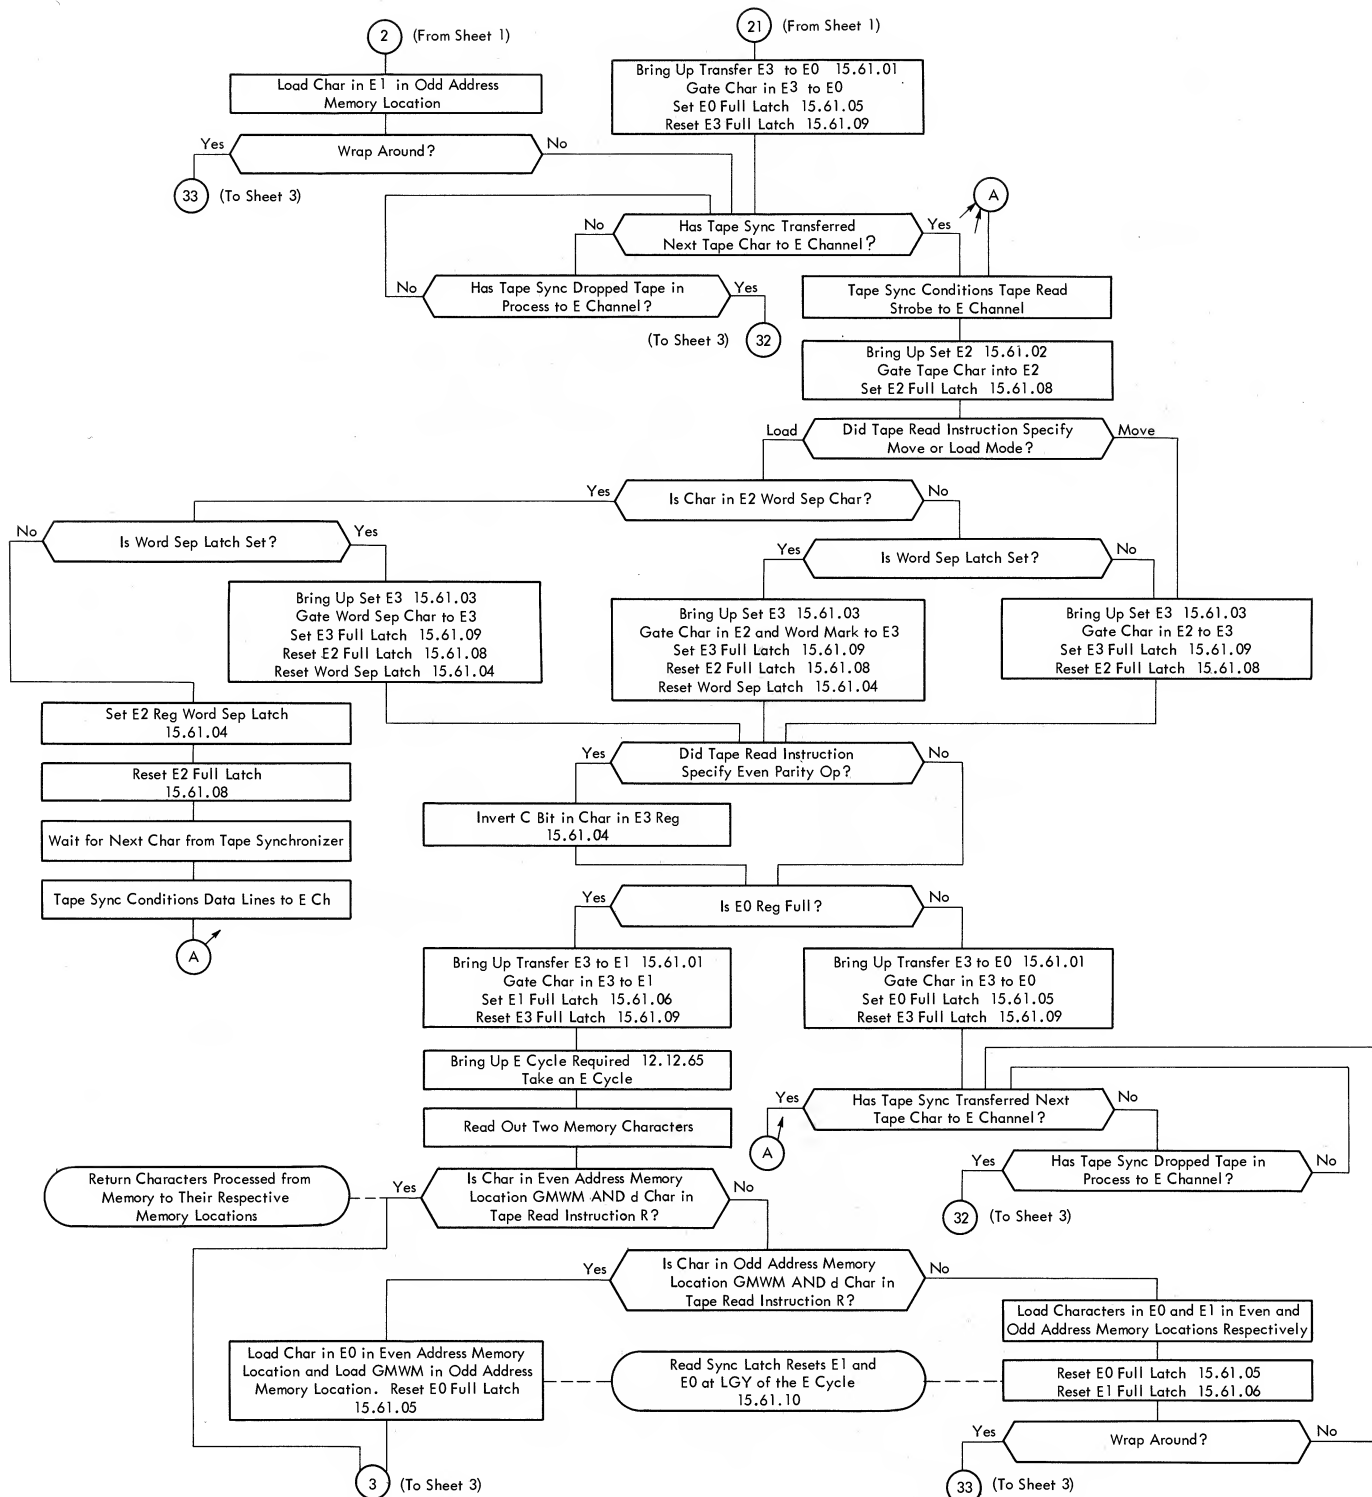 2 (From Sheet 1)
21 (From Sheet 1)
Load Char in E1 in Odd Address
Memory Location
Bring Up Transfer E3 to E0 15.61.01
Gate Char in E3 to E0
Set E0 Full Latch 15.61.05
Reset E3 Full Latch 15.61.09
Yes
Wrap Around?
No
33 (To Sheet 3)
A
No
Has Tape Sync Transferred
Next Tape Char to E Channel?
Yes
No
Has Tape Sync Dropped Tape in
Process to E Channel?
Yes
(To Sheet 3) 32
Tape Sync Conditions Tape Read
Strobe to E Channel
Bring Up Set E2 15.61.02
Gate Tape Char into E2
Set E2 Full Latch 15.61.08
Load
Did Tape Read Instruction Specify
Move or Load Mode?
Move
Yes
Is Char in E2 Word Sep Char?
No
No
Is Word Sep Latch Set?
Yes
Yes
Is Word Sep Latch Set?
No
Bring Up Set E3 15.61.03
Gate Word Sep Char to E3
Set E3 Full Latch 15.61.09
Reset E2 Full Latch 15.61.08
Reset Word Sep Latch 15.61.04
Bring Up Set E3 15.61.03
Gate Char in E2 and Word Mark to E3
Set E3 Full Latch 15.61.09
Reset E2 Full Latch 15.61.08
Reset Word Sep Latch 15.61.04
Bring Up Set E3 15.61.03
Gate Char in E2 to E3
Set E3 Full Latch 15.61.09
Reset E2 Full Latch 15.61.08
Set E2 Reg Word Sep Latch
15.61.04
Reset E2 Full Latch
15.61.08
Wait for Next Char from Tape Synchronizer
Tape Sync Conditions Data Lines to E Ch
A
Yes
Did Tape Read Instruction
Specify Even Parity Op?
No
Invert C Bit in Char in E3 Reg
15.61.04
Yes
Is E0 Reg Full?
No
Bring Up Transfer E3 to E1 15.61.01
Gate Char in E3 to E1
Set E1 Full Latch 15.61.06
Reset E3 Full Latch 15.61.09
Bring Up Transfer E3 to E0 15.61.01
Gate Char in E3 to E0
Set E0 Full Latch 15.61.05
Reset E3 Full Latch 15.61.09
Bring Up E Cycle Required 12.12.65
Take an E Cycle
Read Out Two Memory Characters
Yes
Has Tape Sync Transferred Next
Tape Char to E Channel?
No
A
Yes
Has Tape Sync Dropped Tape in
Process to E Channel?
No
32 (To Sheet 3)
Return Characters Processed from
Memory to Their Respective
Memory Locations
Yes
Is Char in Even Address Memory
Location GMWM AND d Char in
Tape Read Instruction R?
No
Yes
Is Char in Odd Address Memory
Location GMWM AND d Char in
Tape Read Instruction R?
No
Load Characters in E0 and E1 in Even and
Odd Address Memory Locations Respectively
Load Char in E0 in Even Address Memory
Location and Load GMWM in Odd Address
Memory Location. Reset E0 Full Latch
15.61.05
Read Sync Latch Resets E1 and
E0 at LGY of the E Cycle
15.61.10
Reset E0 Full Latch 15.61.05
Reset E1 Full Latch 15.61.06
Yes
Wrap Around?
No
3 (To Sheet 3)
33 (To Sheet 3)